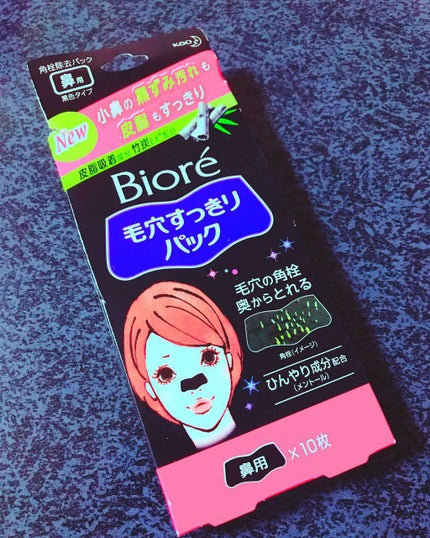 Kao
角栓除去パック
鼻用
黒色タイプ
New
小鼻の黒ずみ汚れも
皮脂もすっきり
皮脂吸着成分 竹炭
配合
Bioré
毛穴すっきり
パック
毛穴の角栓
奥からとれる
角栓(イメージ)
ひんやり成分配合
(メントール)
鼻用 ×10枚